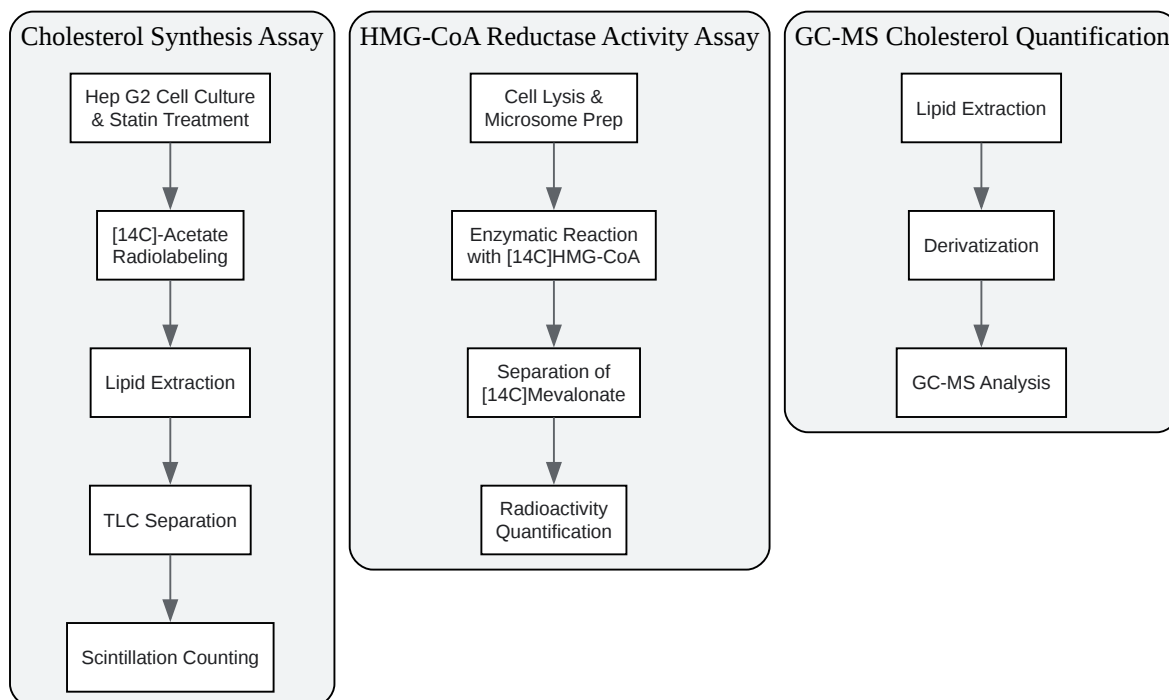 Cholesterol Synthesis Assay
Hep G2 Cell Culture
& Statin Treatment
[14C]-Acetate
Radiolabeling
Lipid Extraction
TLC Separation
Scintillation Counting
HMG-CoA Reductase Activity Assay
Cell Lysis &
Microsome Prep
Enzymatic Reaction
with [14C]HMG-CoA
Separation of
[14C]Mevalonate
Radioactivity
Quantification
GC-MS Cholesterol Quantification
Lipid Extraction
Derivatization
GC-MS Analysis